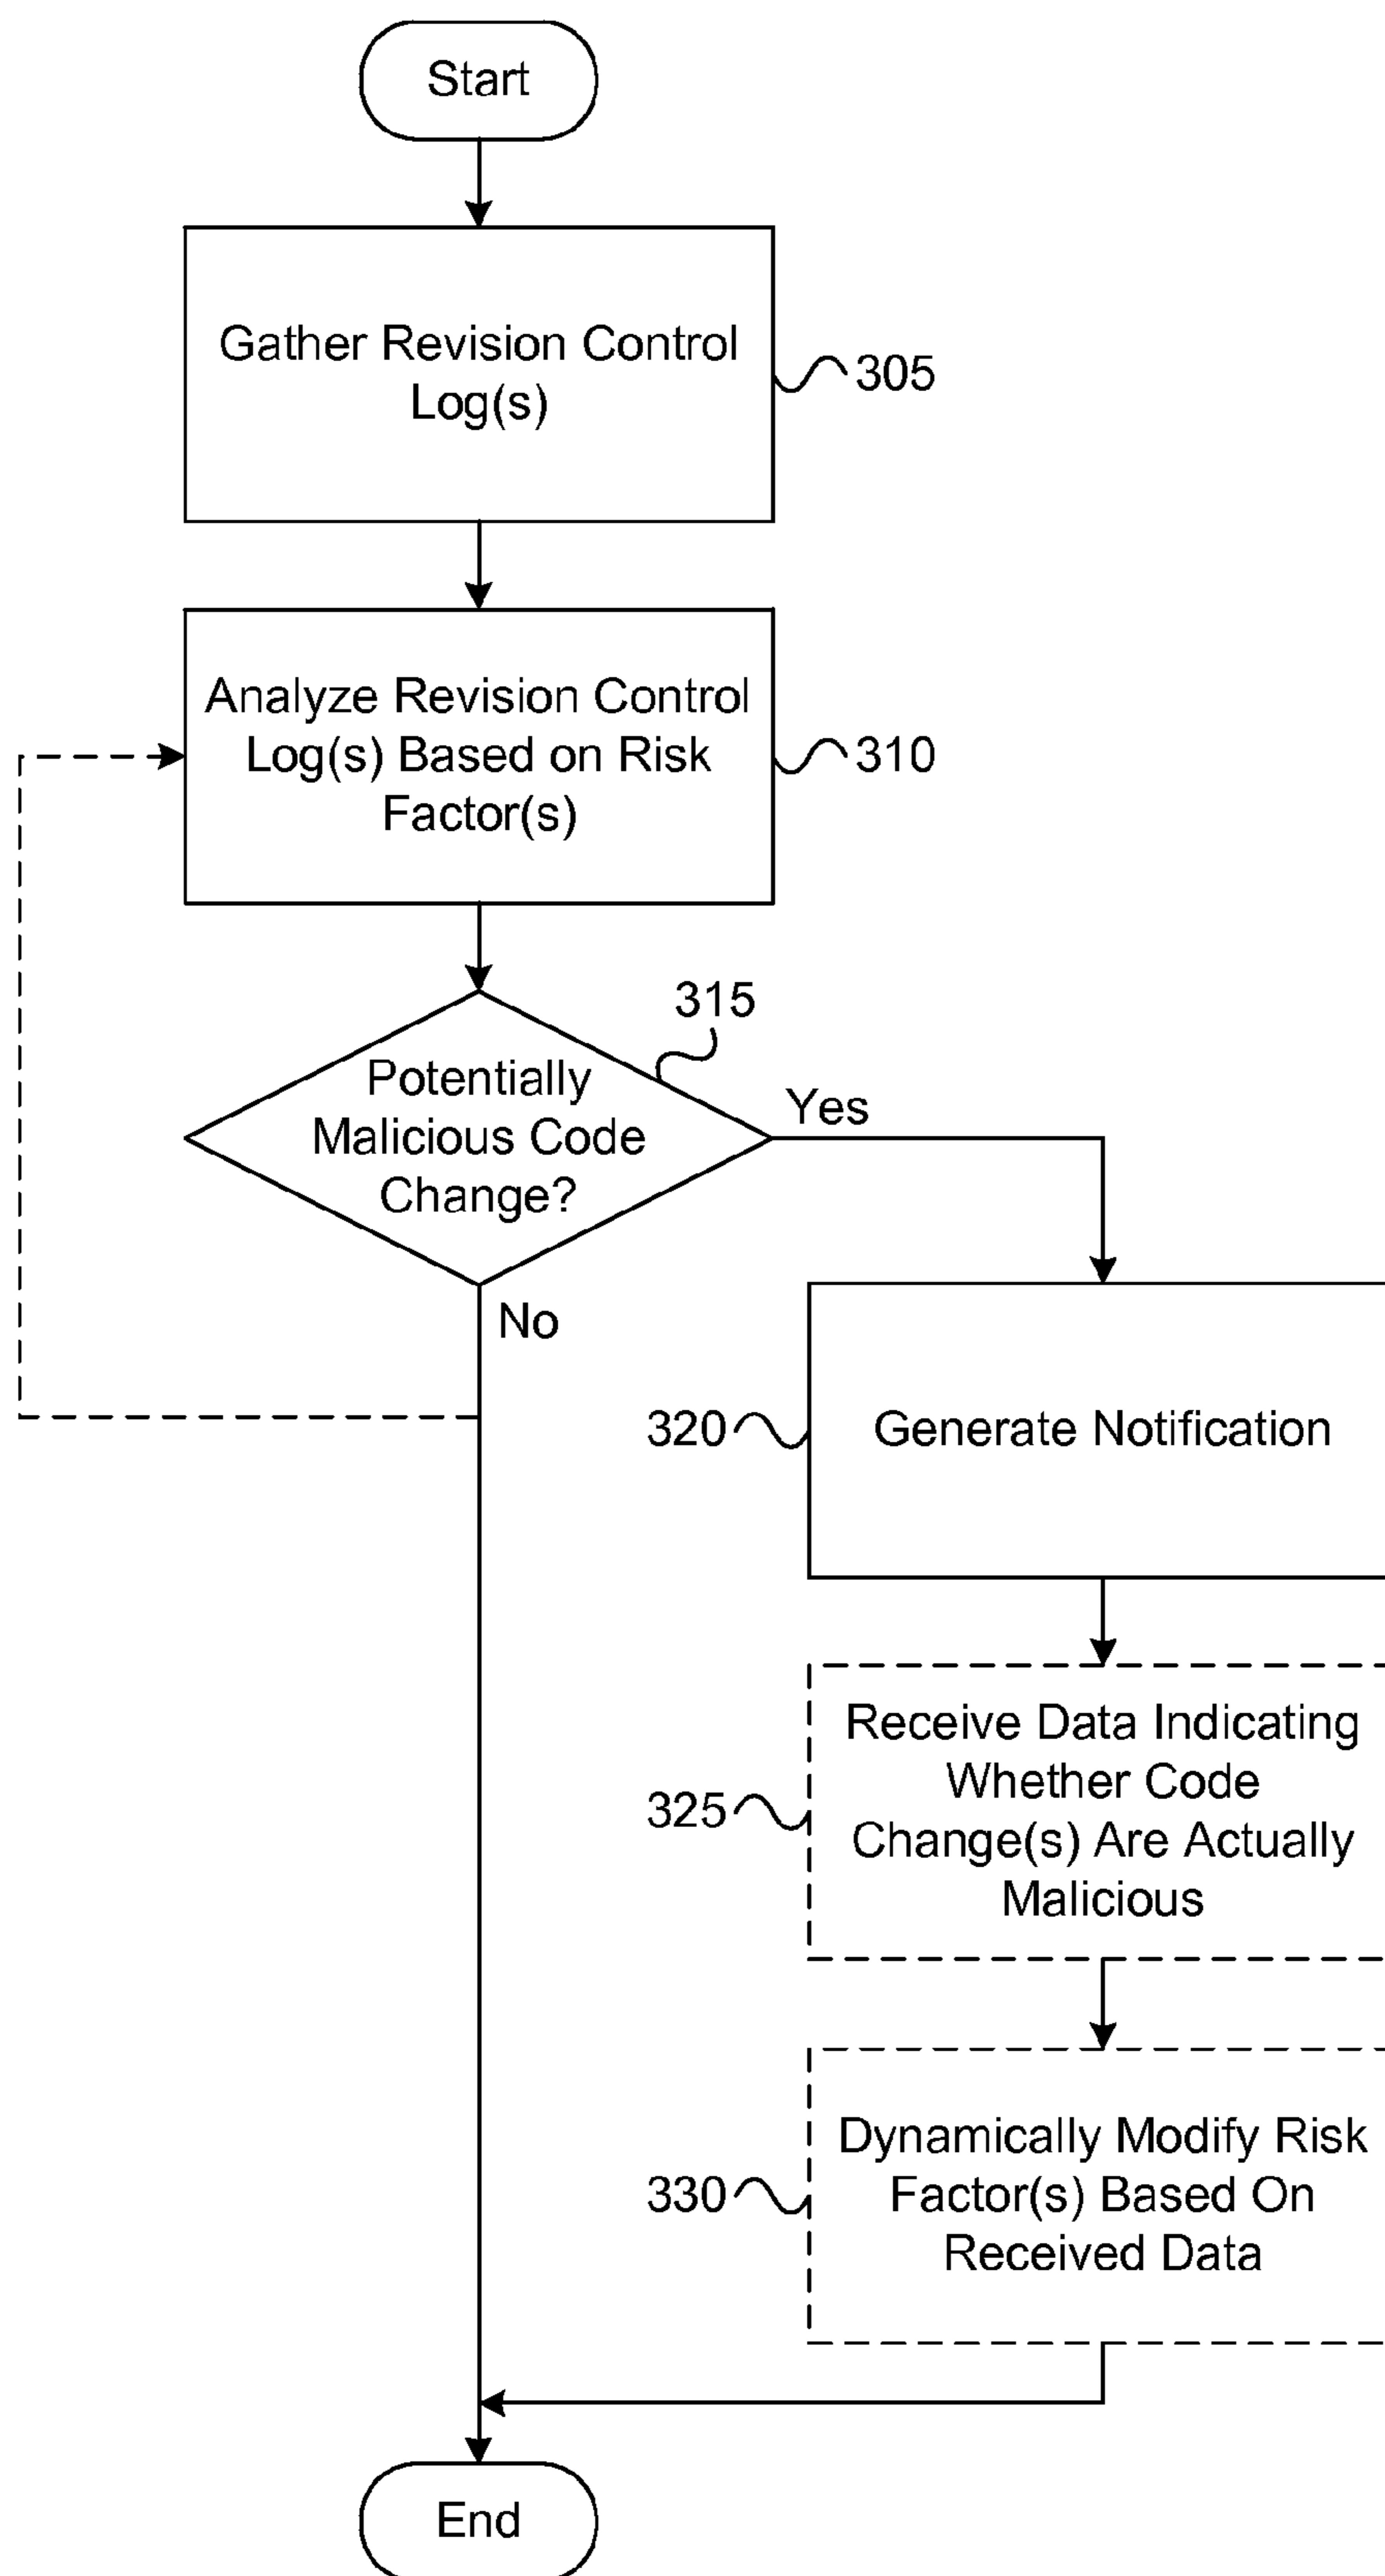 Start
Gather Revision Control
Log(s)
305
Analyze Revision Control
Log(s) Based on Risk
Factor(s)
310
315
Potentially
Malicious Code
Change?
Yes
No
320
Generate Notification
Receive Data Indicating
Whether Code
Change(s) Are Actually
Malicious
325
Dynamically Modify Risk
Factor(s) Based On
Received Data
330
End